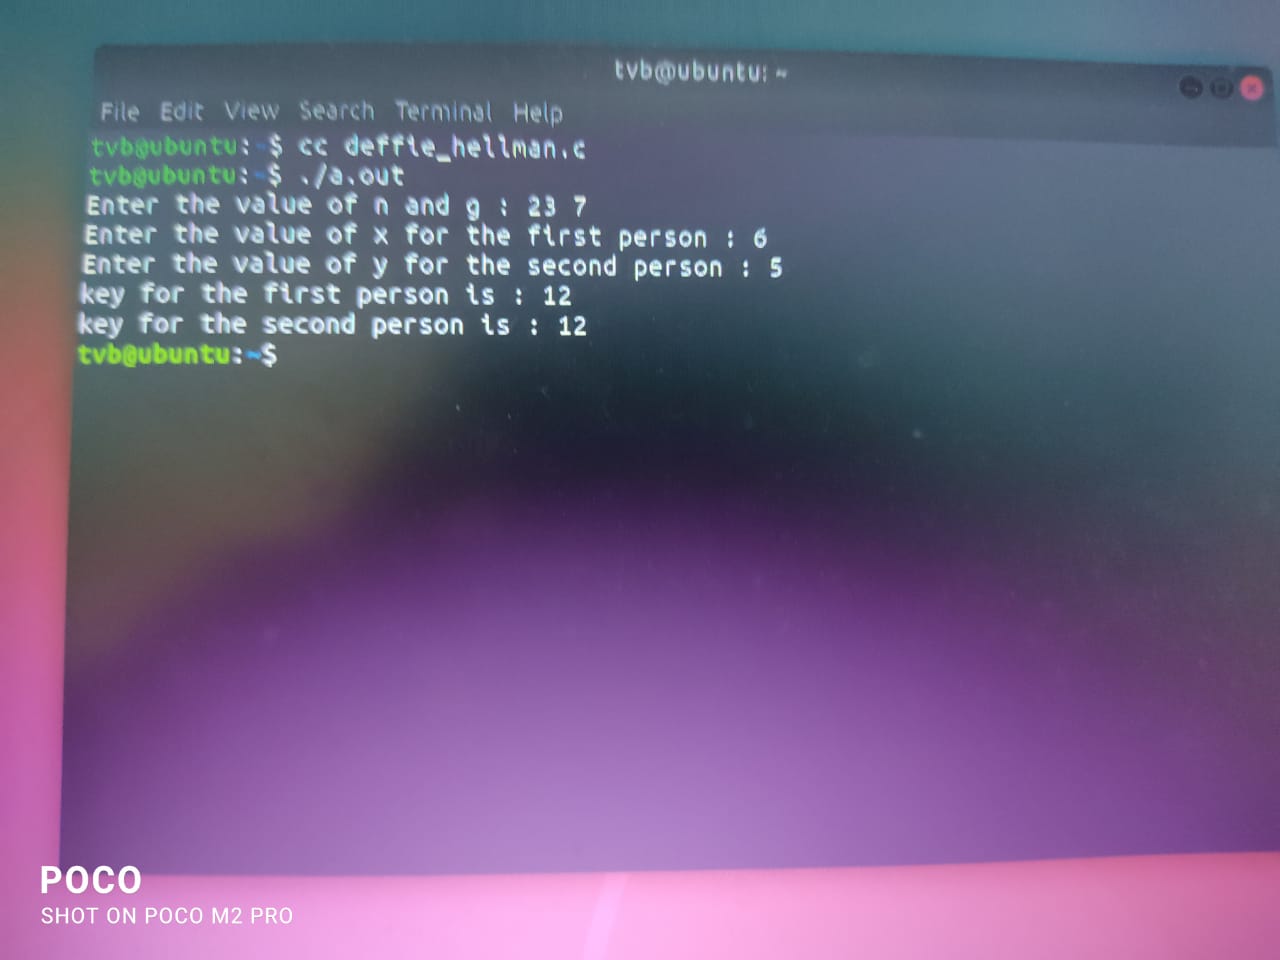 tvb@ubuntu: ~
File Edit View Search Terminal Help
tvb@ubuntu:~$ cc deffie_hellman.c
tvb@ubuntu:~$ ./a.out
Enter the value of n and g : 23 7
Enter the value of x for the first person : 6
Enter the value of y for the second person : 5
key for the first person is : 12
key for the second person is : 12
tvb@ubuntu:~$
POCO
SHOT ON POCO M2 PRO